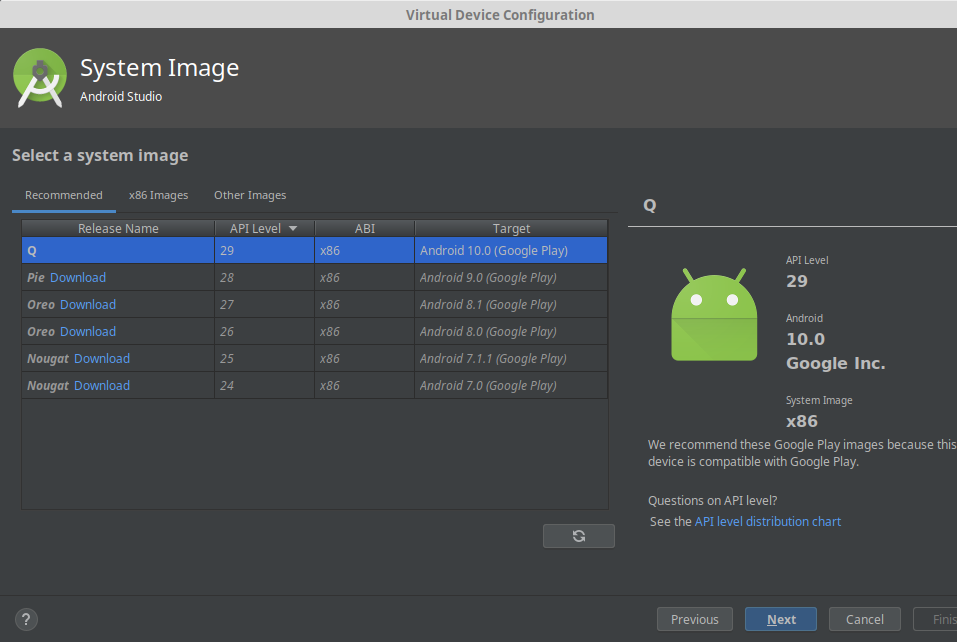 Virtual Device Configuration
System Image
Android Studio
Select a system image
Recommended x86 Images Other Images
Release Name API Level ABI Target
Q 29 x86 Android 10.0 (Google Play)
Pie Download 28 x86 Android 9.0 (Google Play)
Oreo Download 27 x86 Android 8.1 (Google Play)
Oreo Download 26 x86 Android 8.0 (Google Play)
Nougat Download 25 x86 Android 7.1.1 (Google Play)
Nougat Download 24 x86 Android 7.0 (Google Play)
Q
API Level
29
Android
10.0
Google Inc.
System Image
x86
We recommend these Google Play images because this
device is compatible with Google Play.
Questions on API level?
See the API level distribution chart
? Previous Next Cancel Finis